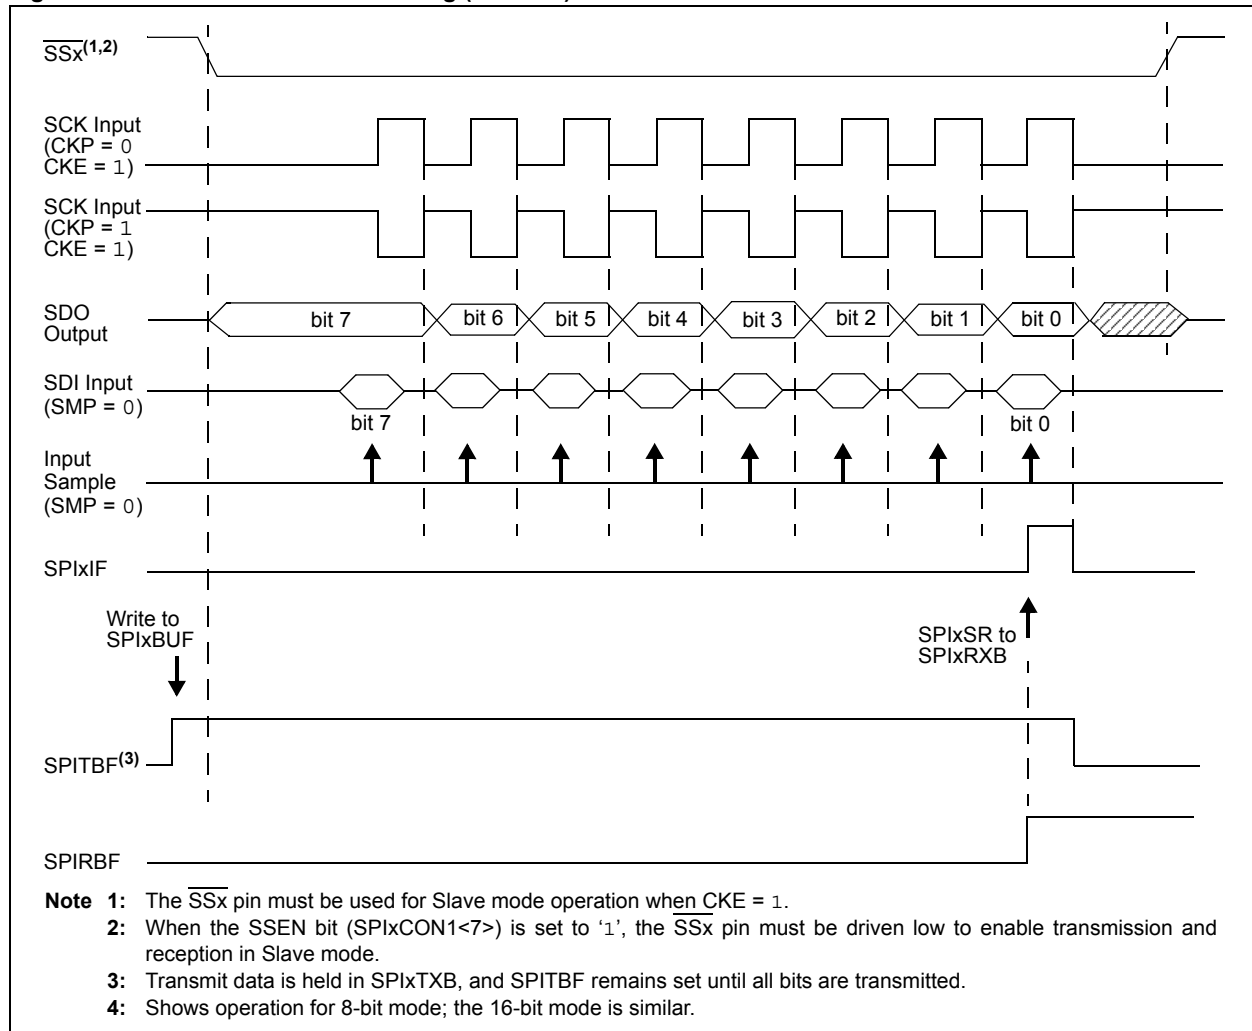 SSx(1,2)
SCK Input
(CKP = 0
CKE = 1)
SCK Input
(CKP = 1
CKE = 1)
SDO
Output
bit 7 bit 6 bit 5 bit 4 bit 3 bit 2 bit 1 bit 0
SDI Input
(SMP = 0)
bit 7 bit 0
Input
Sample
(SMP = 0)
SPIxIF
Write to
SPIxBUF
SPIxSR to
SPIxRXB
SPITBF(3)
SPIRBF
Note 1: The SSx pin must be used for Slave mode operation when CKE = 1.
2: When the SSEN bit (SPIxCON1<7>) is set to ‘1’, the SSx pin must be driven low to enable transmission and
reception in Slave mode.
3: Transmit data is held in SPIxTXB, and SPITBF remains set until all bits are transmitted.
4: Shows operation for 8-bit mode; the 16-bit mode is similar.